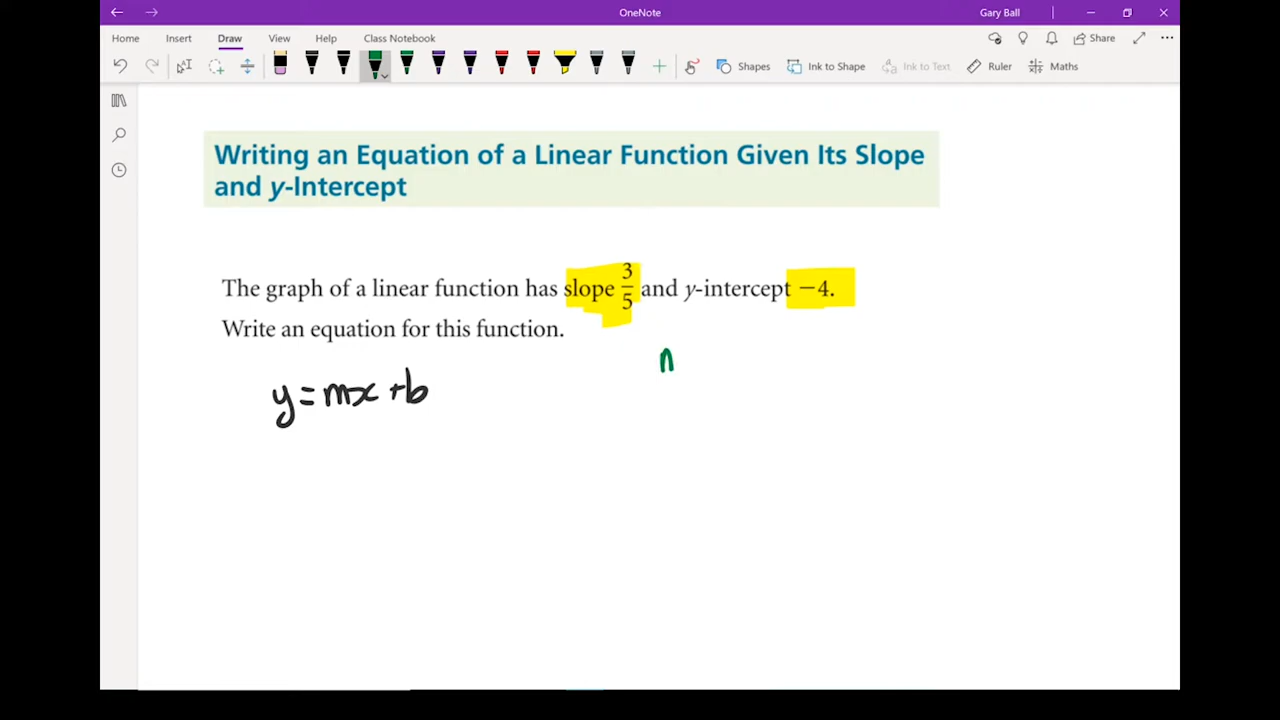 OneNote
Gary Ball
Home Insert Draw View Help Class Notebook
Share
Shapes Ink to Shape Ink to Text Ruler Maths
Writing an Equation of a Linear Function Given Its Slope
and y-Intercept
The graph of a linear function has slope 3/5 and y-intercept −4.
Write an equation for this function.
n
y = mx + b